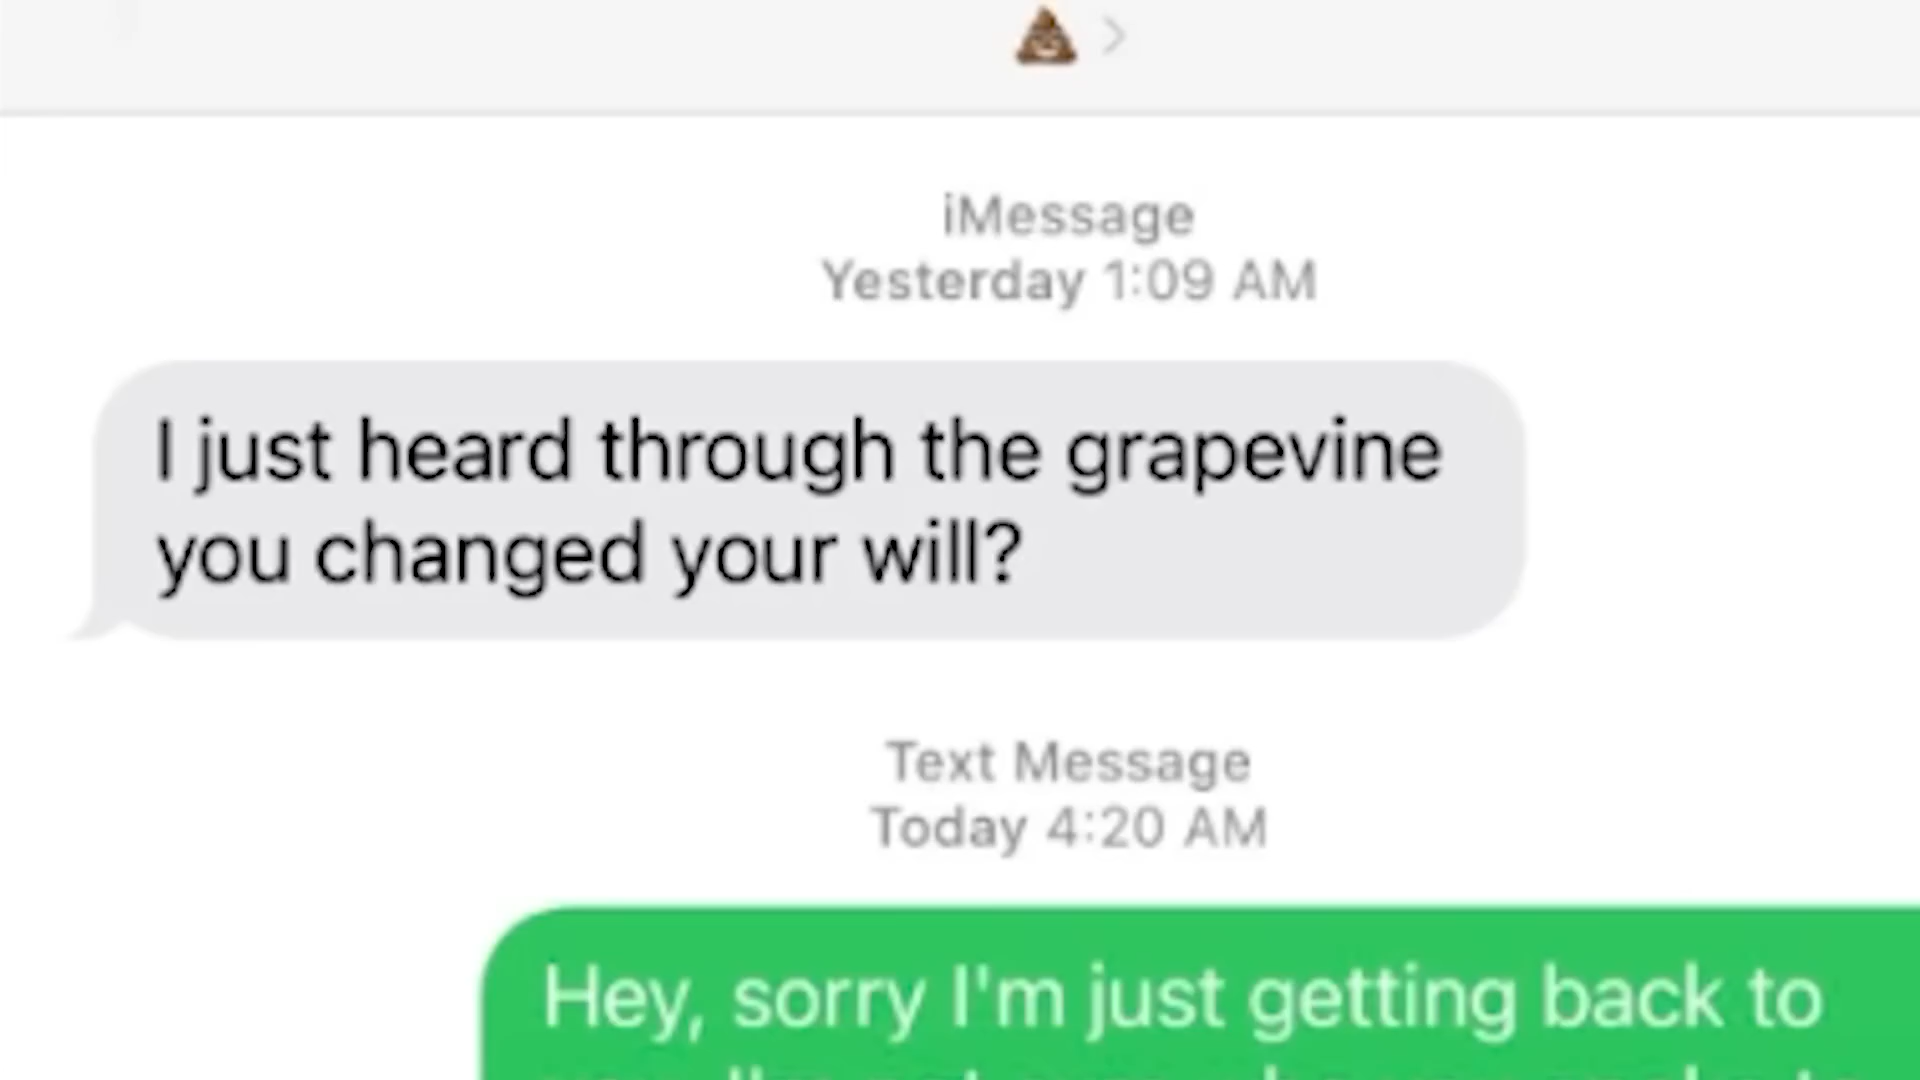 iMessage
Yesterday 1:09 AM
I just heard through the grapevine
you changed your will?
Text Message
Today 4:20 AM
Hey, sorry I'm just getting back to